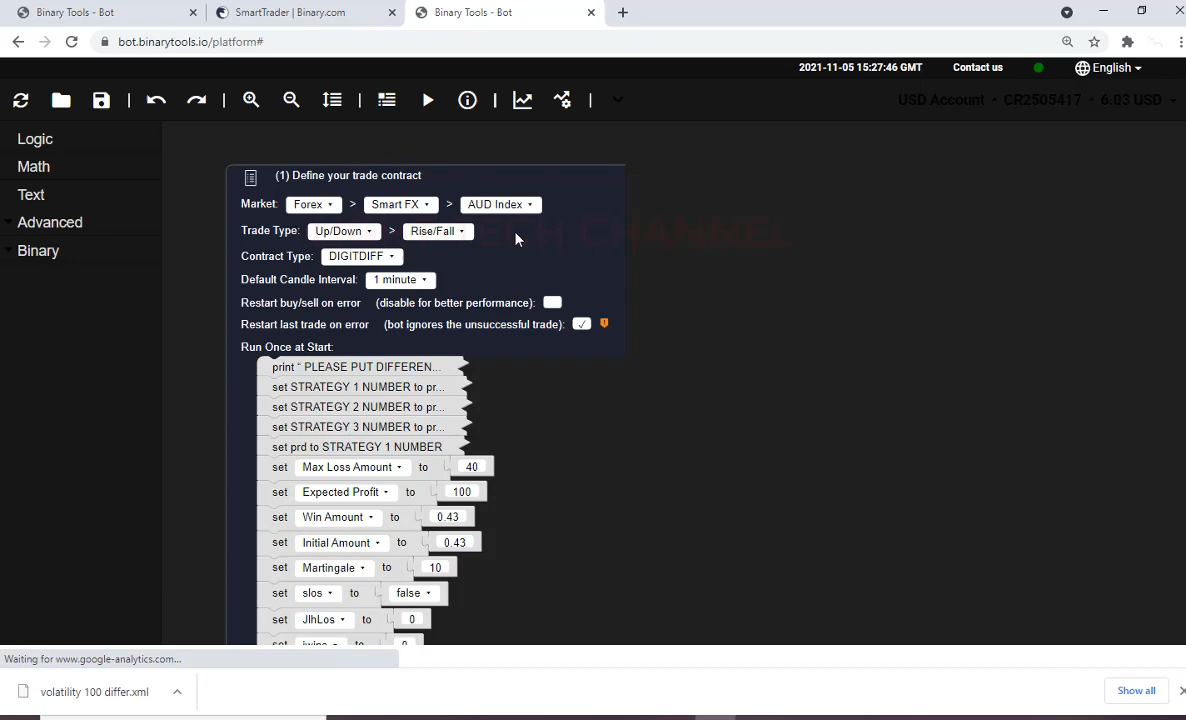 Binary Tools - Bot
SmartTrader | Binary.com
Binary Tools - Bot
bot.binarytools.io/platform#
2021-11-05 15:27:46 GMT Contact us English
USD Account • CR2505417 • 6.03 USD
Logic
Math
Text
Advanced
Binary
(1) Define your trade contract
Market: Forex > Smart FX > AUD Index
Trade Type: Up/Down > Rise/Fall
Contract Type: DIGITDIFF
Default Candle Interval: 1 minute
Restart buy/sell on error (disable for better performance):
Restart last trade on error (bot ignores the unsuccessful trade): ✓
Run Once at Start:
print “ PLEASE PUT DIFFEREN...
set STRATEGY 1 NUMBER to pr...
set STRATEGY 2 NUMBER to pr...
set STRATEGY 3 NUMBER to pr...
set prd to STRATEGY 1 NUMBER
set Max Loss Amount to 40
set Expected Profit to 100
set Win Amount to 0.43
set Initial Amount to 0.43
set Martingale to 10
set slos to false
set JlhLos to 0
Waiting for www.google-analytics.com...
volatility 100 differ.xml
Show all